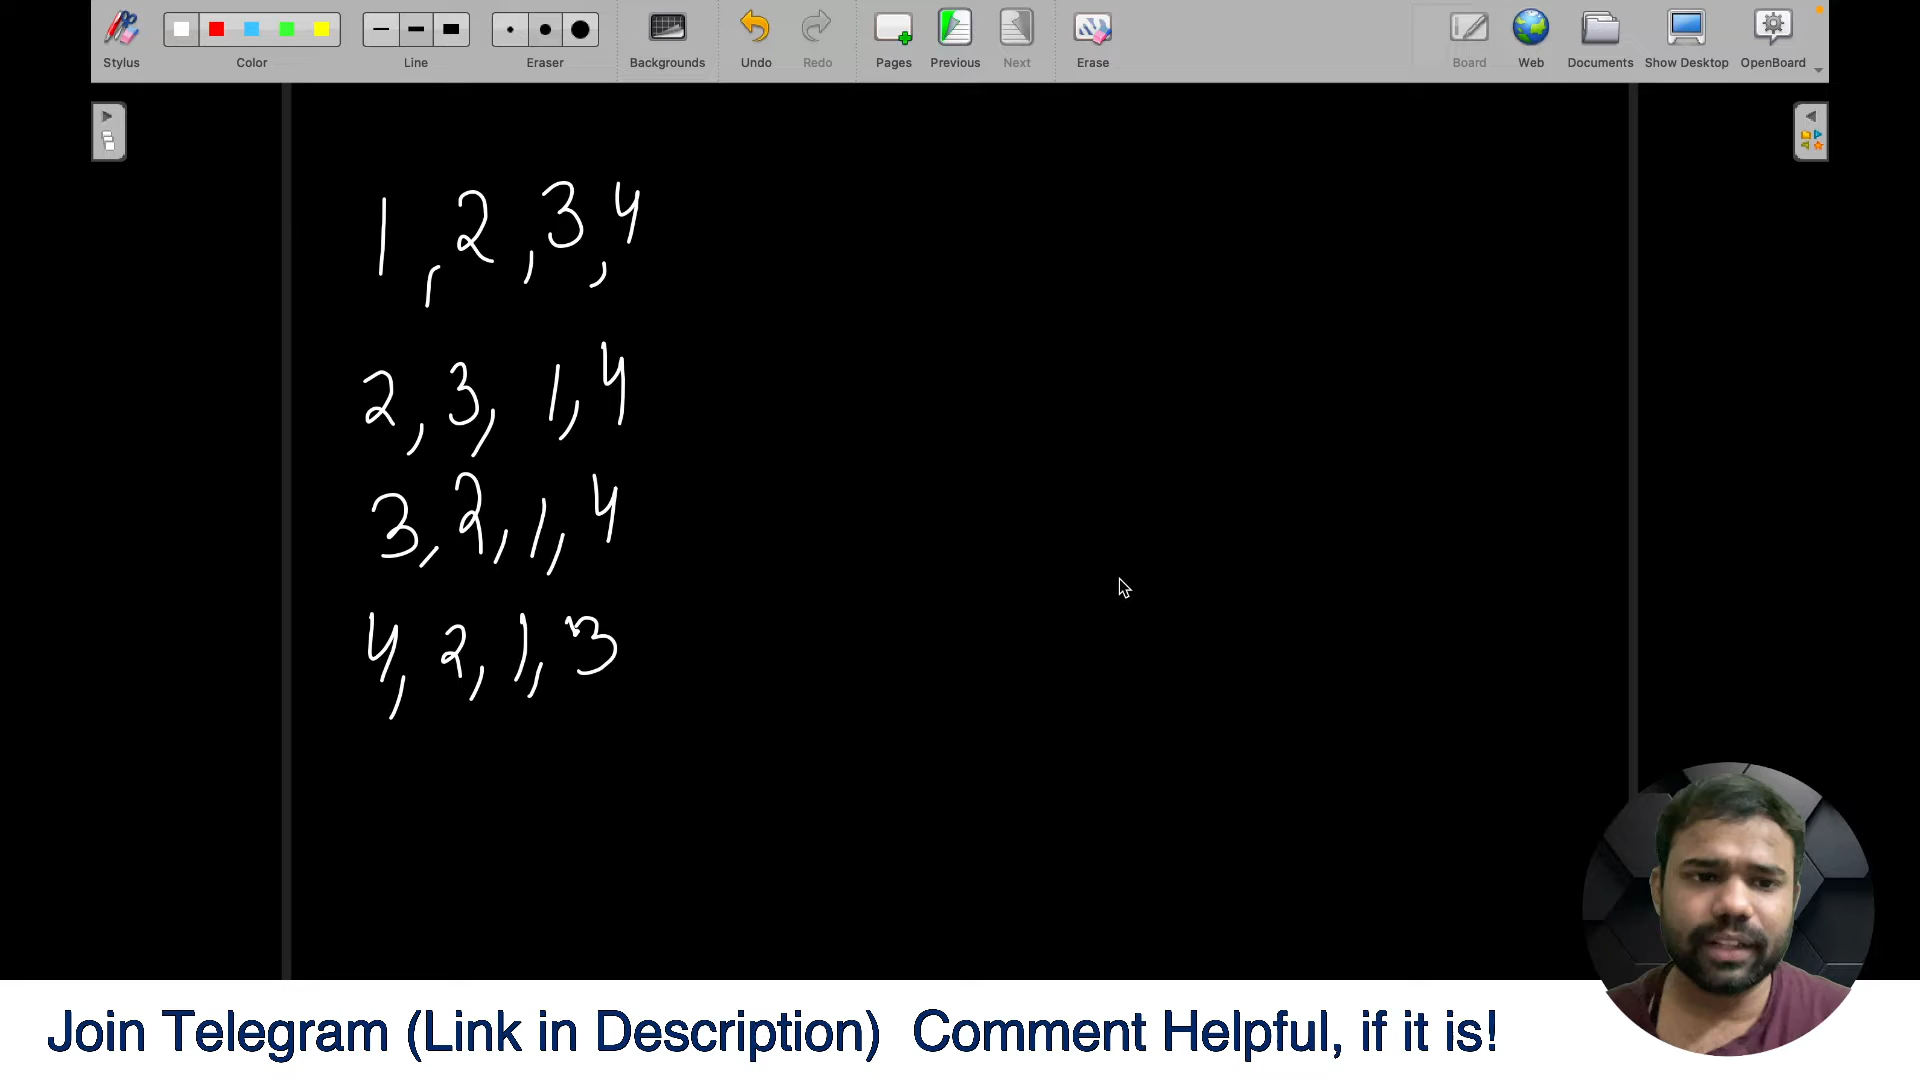 Stylus Color Line Eraser Backgrounds Undo Redo Pages Previous Next Erase Board Web Documents Show Desktop OpenBoard
1, 2, 3, 4
2, 3, 1, 4
3, 2, 1, 4
4, 2, 1, 3
Join Telegram (Link in Description) Comment Helpful, if it is!